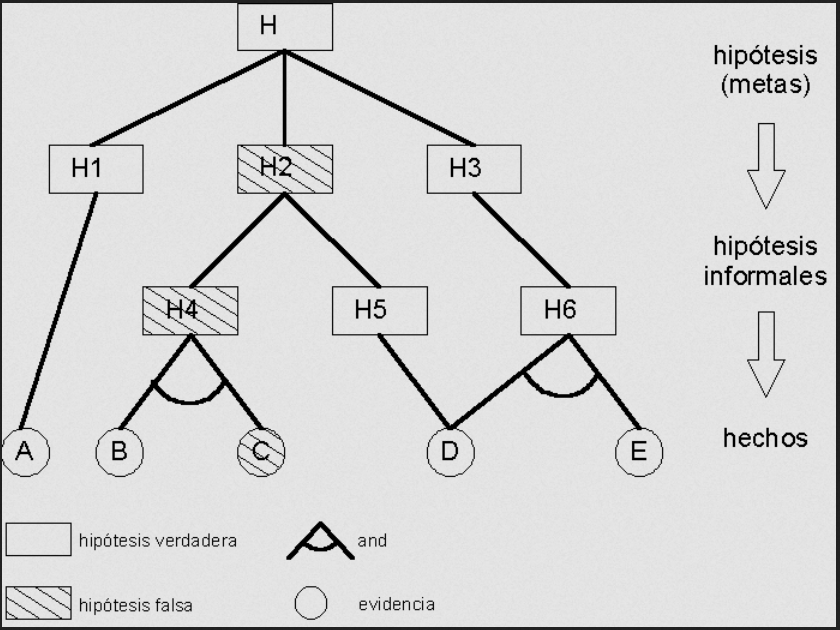 H
hipótesis
(metas)
H1
H2
H3
hipótesis
informales
H4
H5
H6
A
B
C
D
E
hechos
hipótesis verdadera
and
hipótesis falsa
evidencia